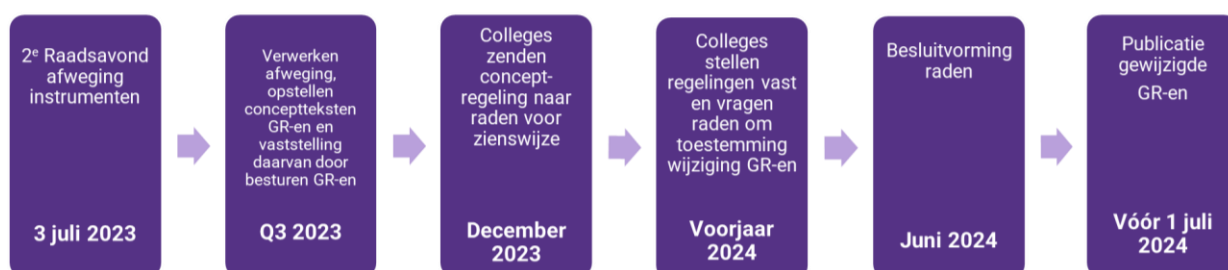 2e Raadsavond
afweging
instrumenten
3 juli 2023
Verwerken
afweging,
opstellen
conceptteksten
GR-en en
vaststelling
daarvan door
besturen GR-en
Q3 2023
Colleges
zenden
concept-
regeling naar
raden voor
zienswijze
December
2023
Colleges
stellen
regelingen vast
en vragen
raden om
toestemming
wijziging GR-en
Voorjaar
2024
Besluitvorming
raden
Juni 2024
Publicatie
gewijzigde
GR-en
Vóór 1 juli
2024